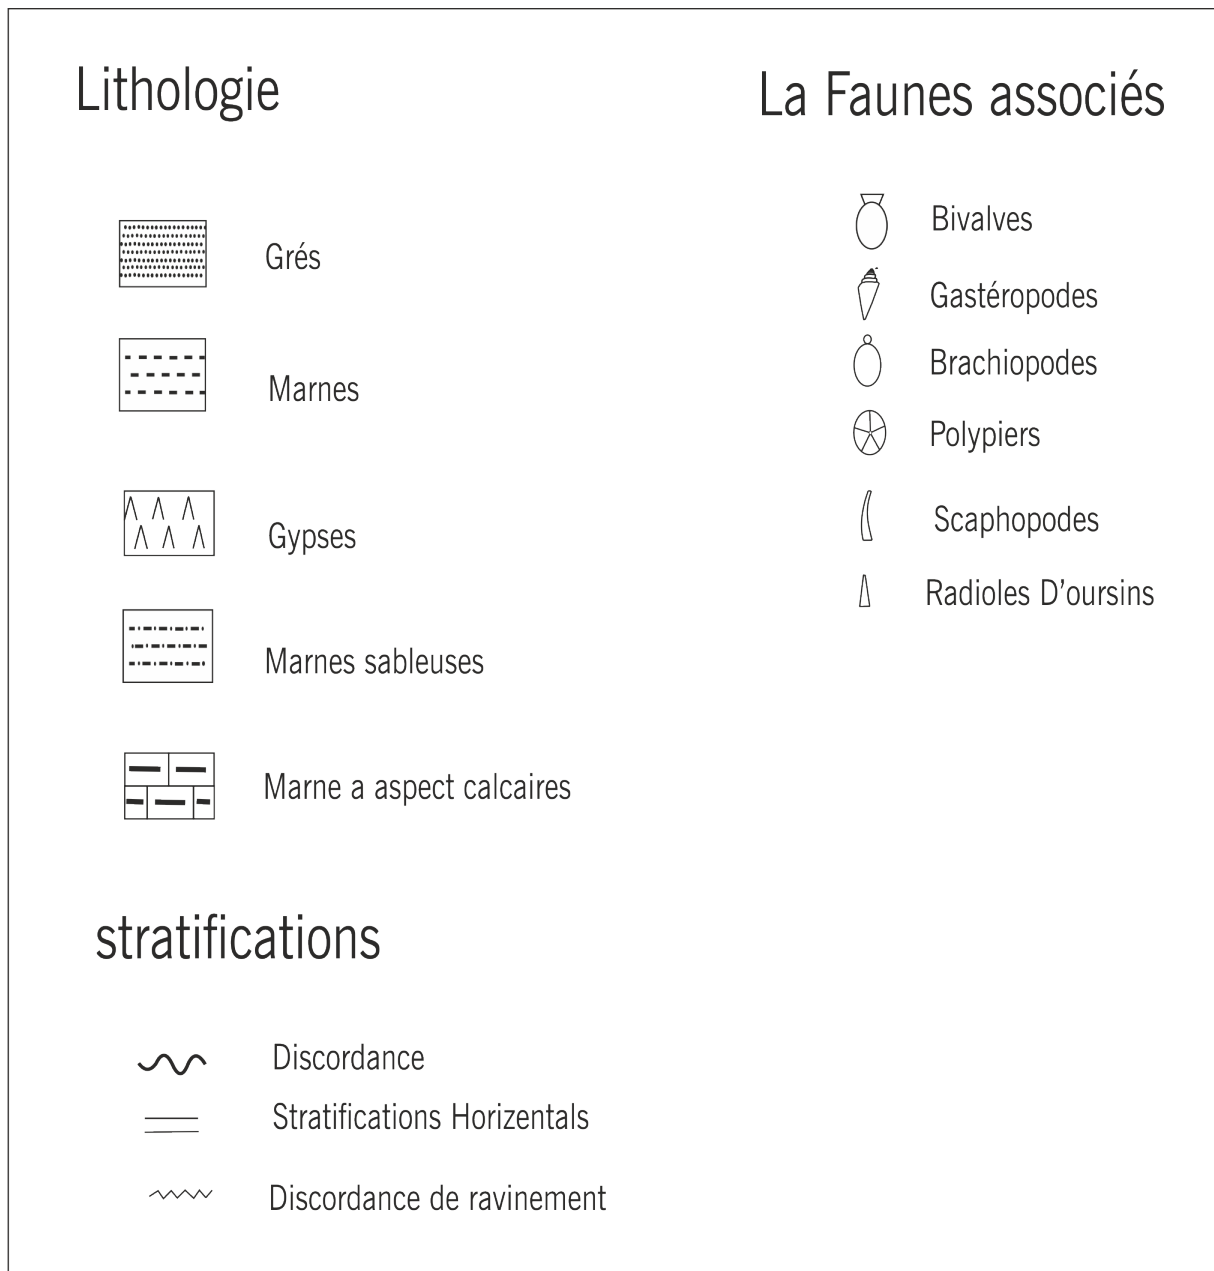 Lithologie
Grés
Marnes
Gypses
Marnes sableuses
Marne a aspect calcaires
stratifications
Discordance
Stratifications Horizentals
Discordance de ravinement
La Faunes associés
Bivalves
Gastéropodes
Brachiopodes
Polypiers
Scaphopodes
Radioles D'oursins